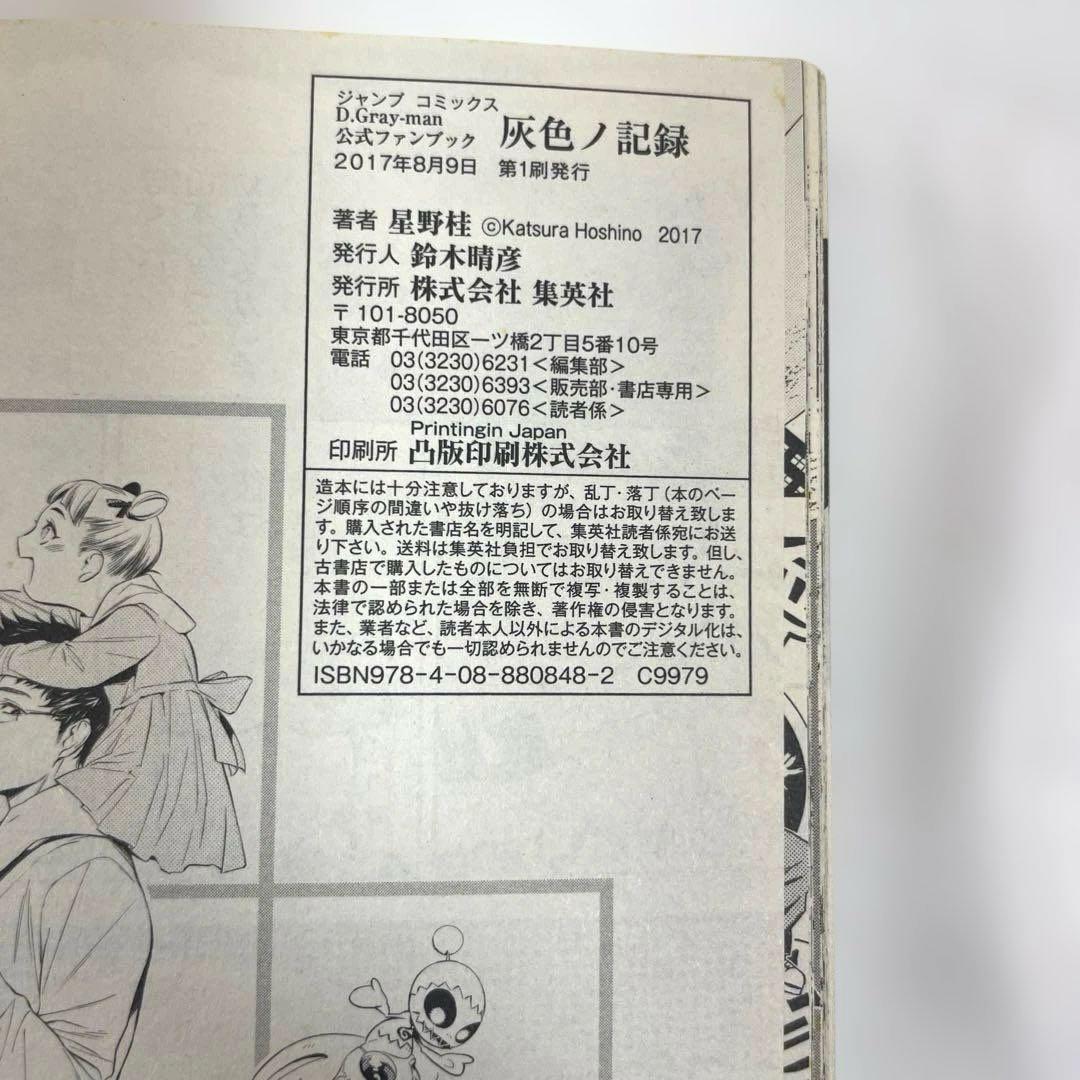 ジャンプ コミックス
D.Gray-man
公式ファンブック 灰色ノ記録
2017年8月9日 第1刷発行
著者 星野桂 ©Katsura Hoshino 2017
発行人 鈴木晴彦
発行所 株式会社 集英社
〒101-8050
東京都千代田区一ツ橋2丁目5番10号
電話 03(3230)6231<編集部>
03(3230)6393<販売部・書店専用>
03(3230)6076<読者係>
Printingin Japan
印刷所 凸版印刷株式会社
造本には十分注意しておりますが、乱丁・落丁(本のペー
ジ順序の間違いや抜け落ち)の場合はお取り替え致しま
す。購入された書店名を明記して、集英社読者係宛にお送
り下さい。送料は集英社負担でお取り替え致します。但し、
古書店で購入したものについてはお取り替えできません。
本書の一部または全部を無断で複写・複製することは、
法律で認められた場合を除き、著作権の侵害となります。
また、業者など、読者本人以外による本書のデジタル化は、
いかなる場合でも一切認められませんのでご注意ください。
ISBN978-4-08-880848-2 C9979